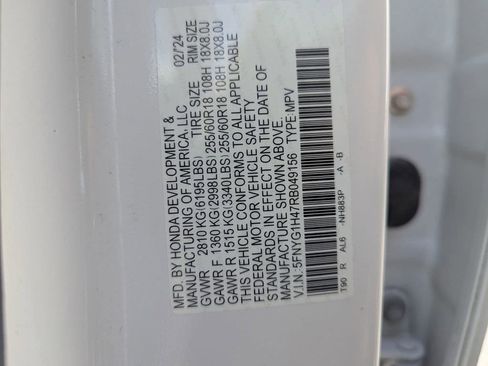 MFD. BY HONDA DEVELOPMENT &
MANUFACTURING OF AMERICA, LLC 02/'24
GVWR 2810 KG(6195LBS) TIRE SIZE RIM SIZE
GAWR F 1360 KG(2998LBS)255/60R18 108H 18X8.0J
GAWR R 1515 KG(3340LBS)255/60R18 108H 18X8.0J
THIS VEHICLE CONFORMS TO ALL APPLICABLE
FEDERAL MOTOR VEHICLE SAFETY
STANDARDS IN EFFECT ON THE DATE OF
MANUFACTURE SHOWN ABOVE.
V.I.N.:5FNYG1H47RB049156 TYPE:MPV
T90 R AL6 -NH883P -A -B